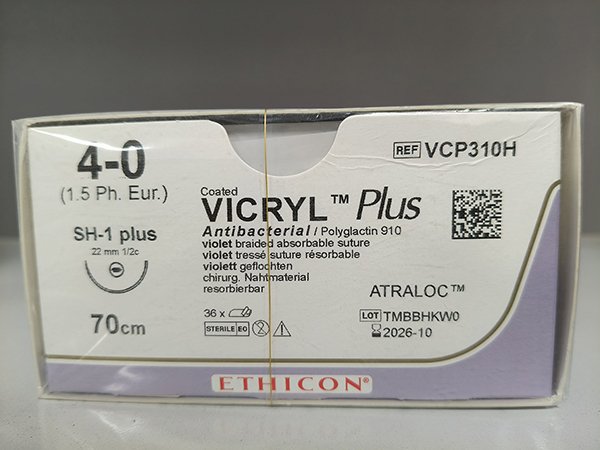 4-0
(1.5 Ph. Eur.)
SH-1 plus
22 mm 1/2c
70cm
Coated
VICRYL™ Plus
Antibacterial / Polyglactin 910
violet braided absorbable suture
violet tressé suture résorbable
violett geflochten
chirurg. Nahtmaterial
resorbierbar
36 x
STERILE EO
REF VCP310H
ATRALOC™
LOT TMBBHKW0
2026-10
ETHICON®